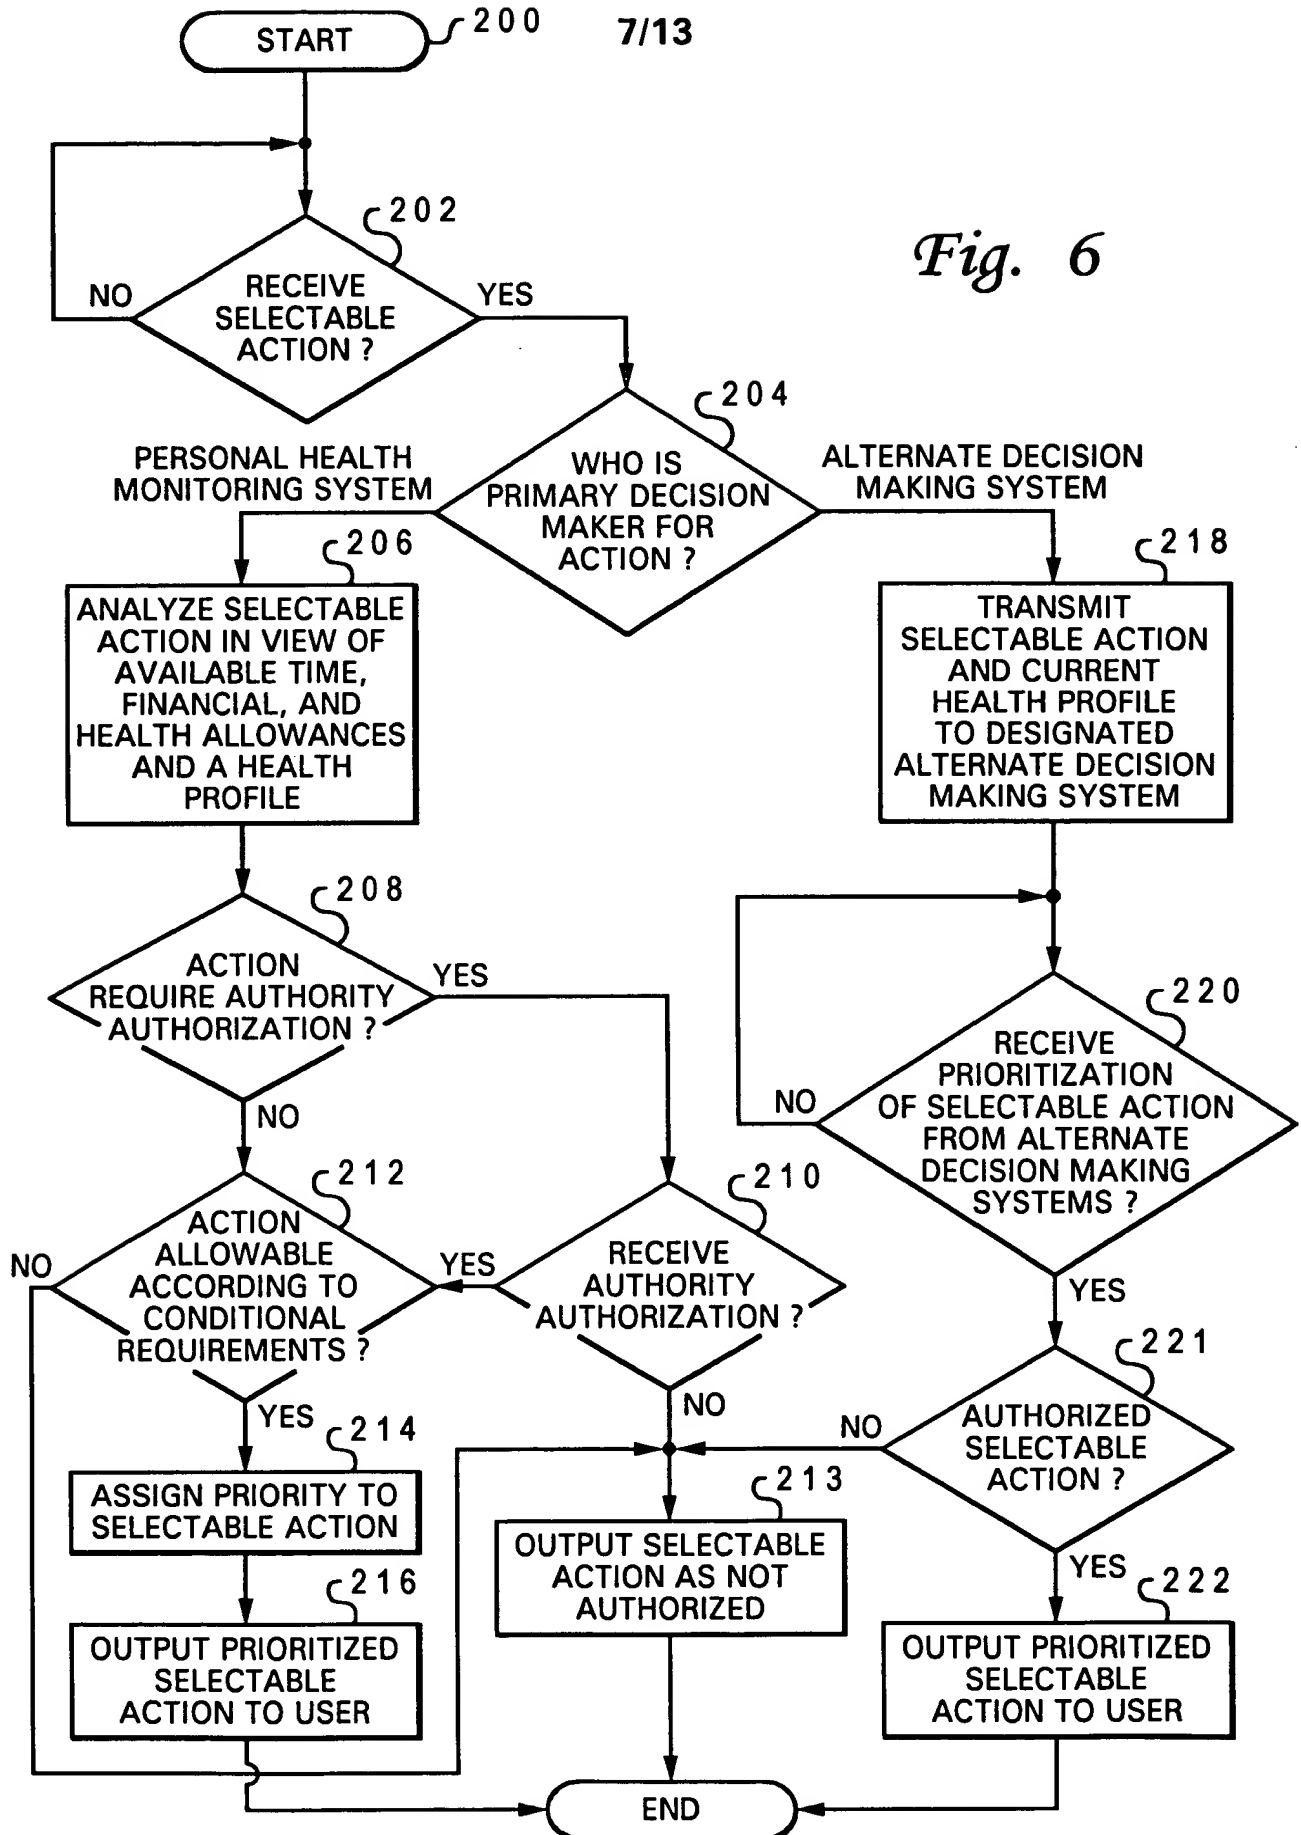 START
200
7/13
202
RECEIVE
SELECTABLE
ACTION ?
NO
YES
Fig. 6
204
WHO IS
PRIMARY DECISION
MAKER FOR
ACTION ?
PERSONAL HEALTH
MONITORING SYSTEM
ALTERNATE DECISION
MAKING SYSTEM
206
ANALYZE SELECTABLE
ACTION IN VIEW OF
AVAILABLE TIME,
FINANCIAL, AND
HEALTH ALLOWANCES
AND A HEALTH
PROFILE
218
TRANSMIT
SELECTABLE ACTION
AND CURRENT
HEALTH PROFILE
TO DESIGNATED
ALTERNATE DECISION
MAKING SYSTEM
208
ACTION
REQUIRE AUTHORITY
AUTHORIZATION ?
YES
NO
220
RECEIVE
PRIORITIZATION
OF SELECTABLE ACTION
FROM ALTERNATE
DECISION MAKING
SYSTEMS ?
NO
YES
212
ACTION
ALLOWABLE
ACCORDING TO
CONDITIONAL
REQUIREMENTS ?
NO
YES
210
RECEIVE
AUTHORITY
AUTHORIZATION ?
YES
NO
221
AUTHORIZED
SELECTABLE
ACTION ?
NO
YES
214
ASSIGN PRIORITY TO
SELECTABLE ACTION
213
OUTPUT SELECTABLE
ACTION AS NOT
AUTHORIZED
216
OUTPUT PRIORITIZED
SELECTABLE
ACTION TO USER
222
OUTPUT PRIORITIZED
SELECTABLE
ACTION TO USER
END